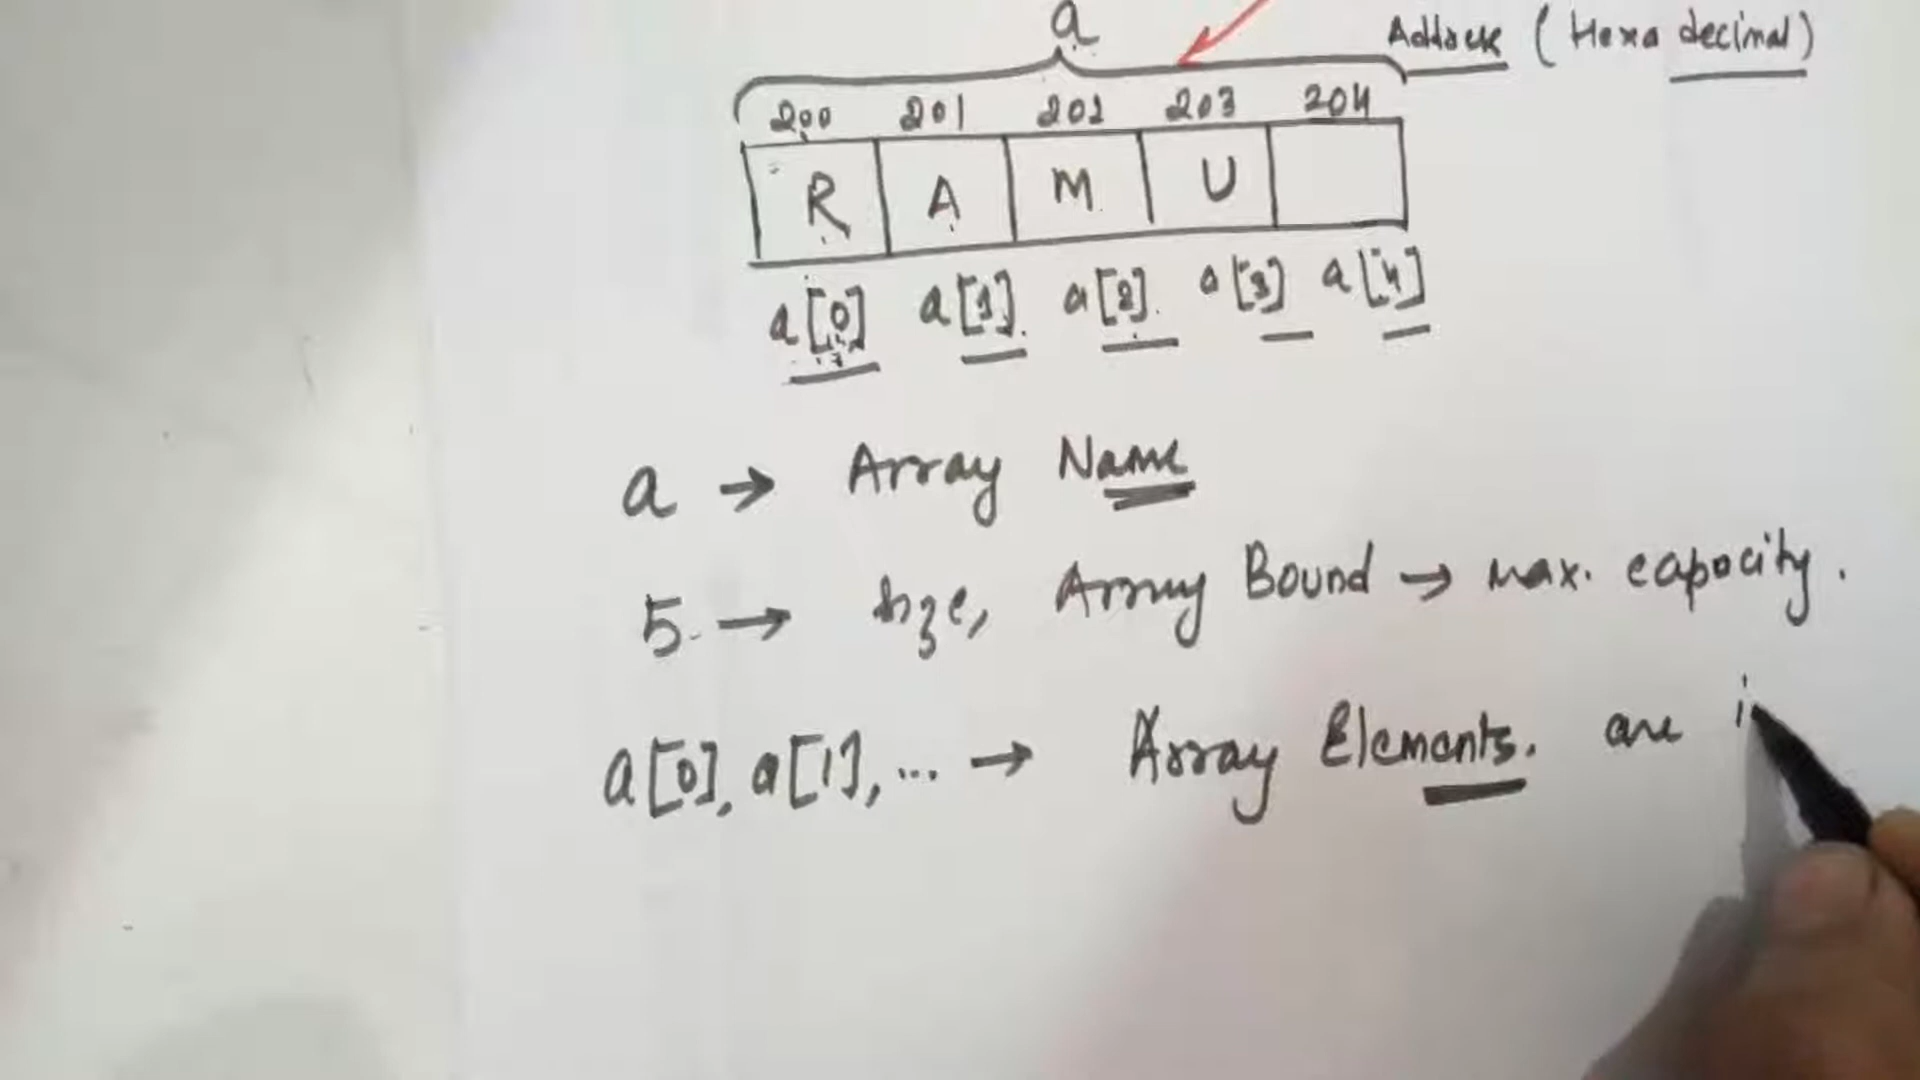 a
Address (Hexa decimal)
200 201 202 203 204
R A M U
a[0] a[1] a[2] a[3] a[4]
a → Array Name
5 → size, Array Bound → max. capacity.
a[0], a[1], ... → Array Elements. are i